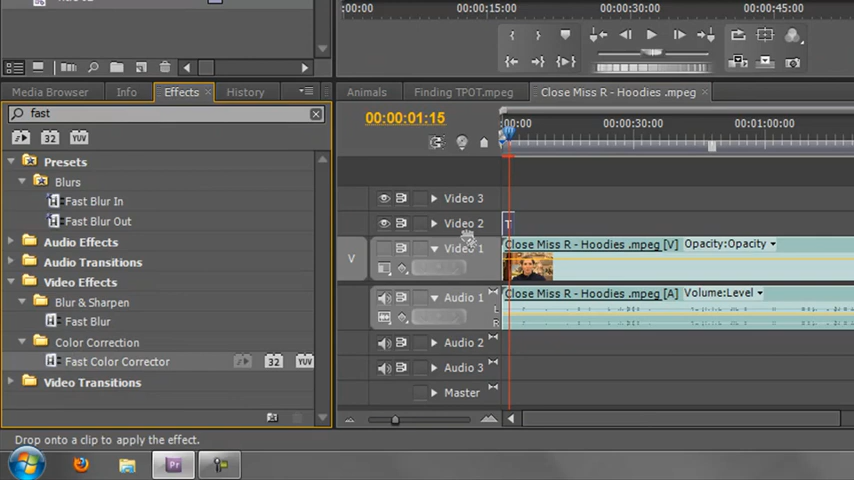 :00:00 00:00:15:00 00:00:30:00 00:00:45:00
Media Browser Info Effects × History
fast
32 YUV
Presets
Blurs
Fast Blur In
Fast Blur Out
Audio Effects
Audio Transitions
Video Effects
Blur & Sharpen
Fast Blur
Color Correction
Fast Color Corrector 32 YUV
Video Transitions
Drop onto a clip to apply the effect.
Animals Finding TPOT.mpeg Close Miss R - Hoodies .mpeg ×
00:00:01:15
:00:00 00:00:30:00 00:01:00:00
Video 3
Video 2 T
V Video 1 Close Miss R - Hoodies .mpeg [V] Opacity:Opacity
Audio 1 Close Miss R - Hoodies .mpeg [A] Volume:Level
L
R
Audio 2
Audio 3
Master
Pr